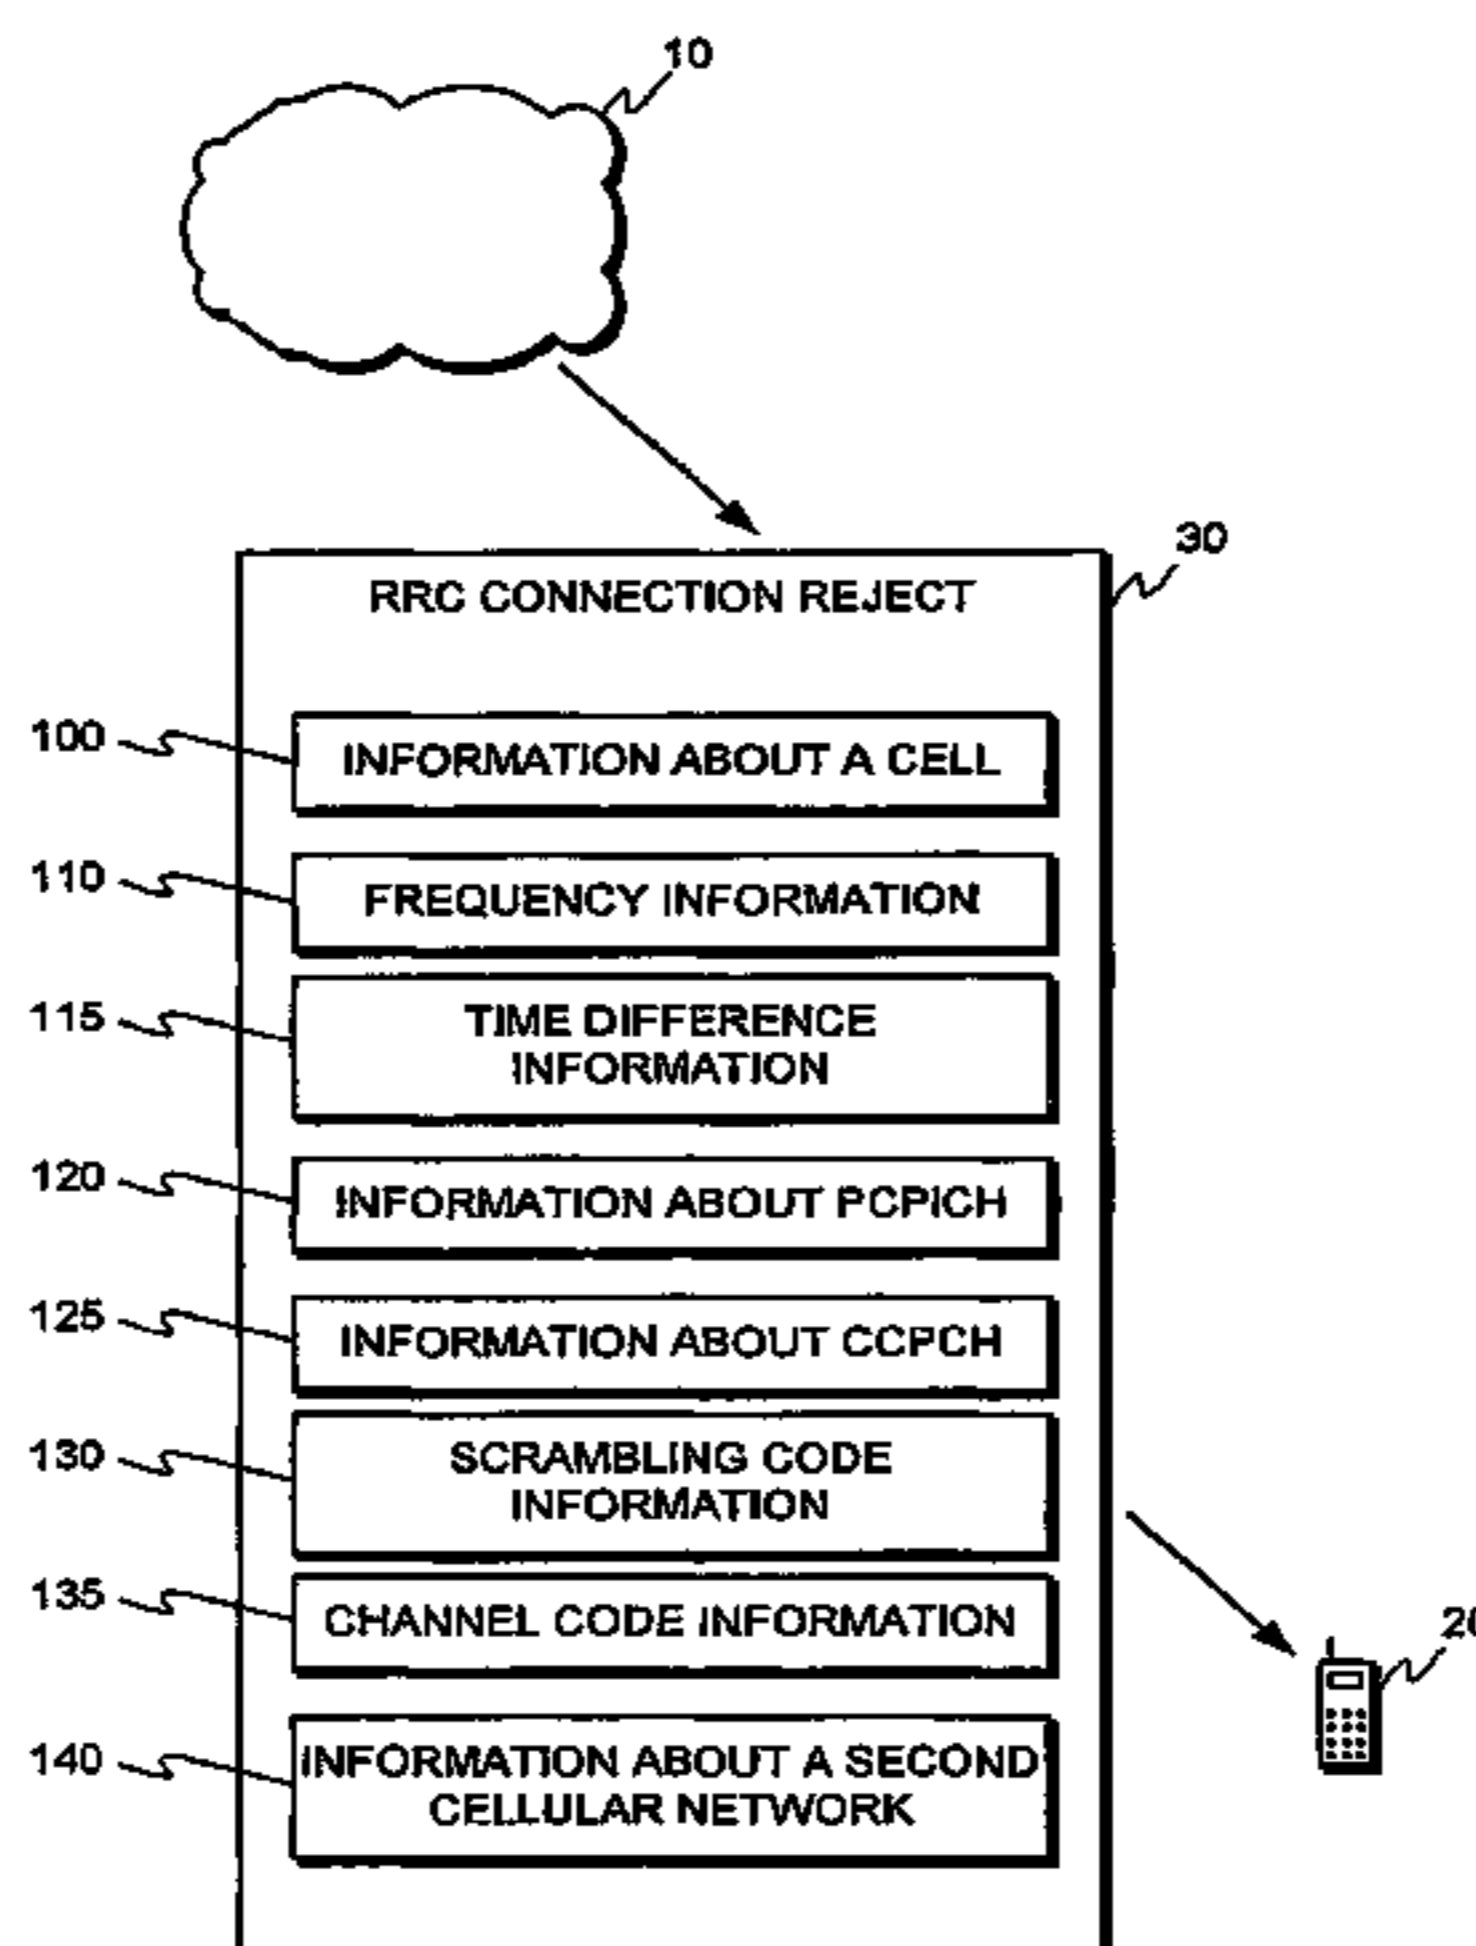 10
30
RRC CONNECTION REJECT
100
INFORMATION ABOUT A CELL
110
FREQUENCY INFORMATION
115
TIME DIFFERENCE
INFORMATION
120
INFORMATION ABOUT PCPICH
125
INFORMATION ABOUT CCPCH
130
SCRAMBLING CODE
INFORMATION
135
CHANNEL CODE INFORMATION
20
140
INFORMATION ABOUT A SECOND
CELLULAR NETWORK